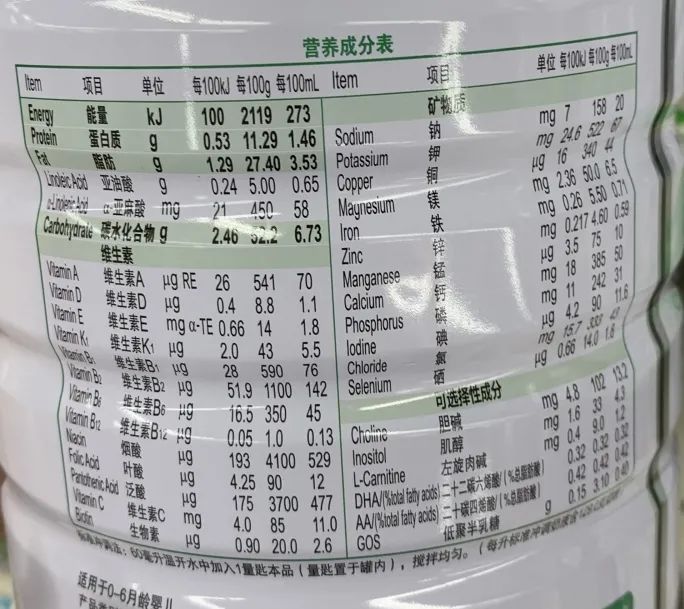 营养成分表
Item 项目 单位 每100kJ 每100g 每100mL
Energy 能量 kJ 100 2119 273
Protein 蛋白质 g 0.53 11.29 1.46
Fat 脂肪 g 1.29 27.40 3.53
Linoleic Acid 亚油酸 g 0.24 5.00 0.65
α-Linolenic Acid α-亚麻酸 mg 21 450 58
Carbohydrate 碳水化合物 g 2.46 52.2 6.73
维生素
Vitamin A 维生素A μg RE 26 541 70
Vitamin D 维生素D μg 0.4 8.8 1.1
Vitamin E 维生素E mg α-TE 0.66 14 1.8
Vitamin K₁ 维生素K₁ μg 2.0 43 5.5
Vitamin B₁ 维生素B₁ μg 28 590 76
Vitamin B₂ 维生素B₂ μg 51.9 1100 142
Vitamin B₆ 维生素B₆ μg 16.5 350 45
Vitamin B₁₂ 维生素B₁₂ μg 0.05 1.0 0.13
Niacin 烟酸 μg 193 4100 529
Folic Acid 叶酸 μg 4.25 90 12
Pantothenic Acid 泛酸 μg 175 3700 477
Vitamin C 维生素C mg 4.0 85 11.0
Biotin 生物素 μg 0.90 20.0 2.6
Item 项目 单位 每100kJ 每100g 每100mL
矿物质
Sodium 钠 mg 7 158 20
Potassium 钾 mg 24.6 522 67
Copper 铜 μg 16 340 44
Magnesium 镁 mg 2.36 50.0 6.5
Iron 铁 mg 0.26 5.50 0.71
Zinc 锌 mg 0.217 4.60 0.59
Manganese 锰 μg 3.5 75 10
Calcium 钙 mg 18 385 50
Phosphorus 磷 mg 11 242 31
Iodine 碘 μg 4.2 90 11.6
Chloride 氯 mg 15.7 333 43
Selenium 硒 μg 0.66 14.0 1.8
可选择性成分
Choline 胆碱 mg 4.8 102 13.2
Inositol 肌醇 mg 1.6 33 4.3
L-Carnitine 左旋肉碱 mg 0.4 9.0 1.2
DHA/(%total fatty acids) 二十二碳六烯酸/(%总脂肪酸) 0.32 0.32 0.32
AA/(%total fatty acids) 二十碳四烯酸/(%总脂肪酸) 0.42 0.42 0.42
GOS 低聚半乳糖 g 0.15 3.10 0.40
标准冲调法: 60毫升温开水中加入1量匙本品（量匙置于罐内），搅拌均匀。（每升标准冲调
适用于0-6月龄婴儿